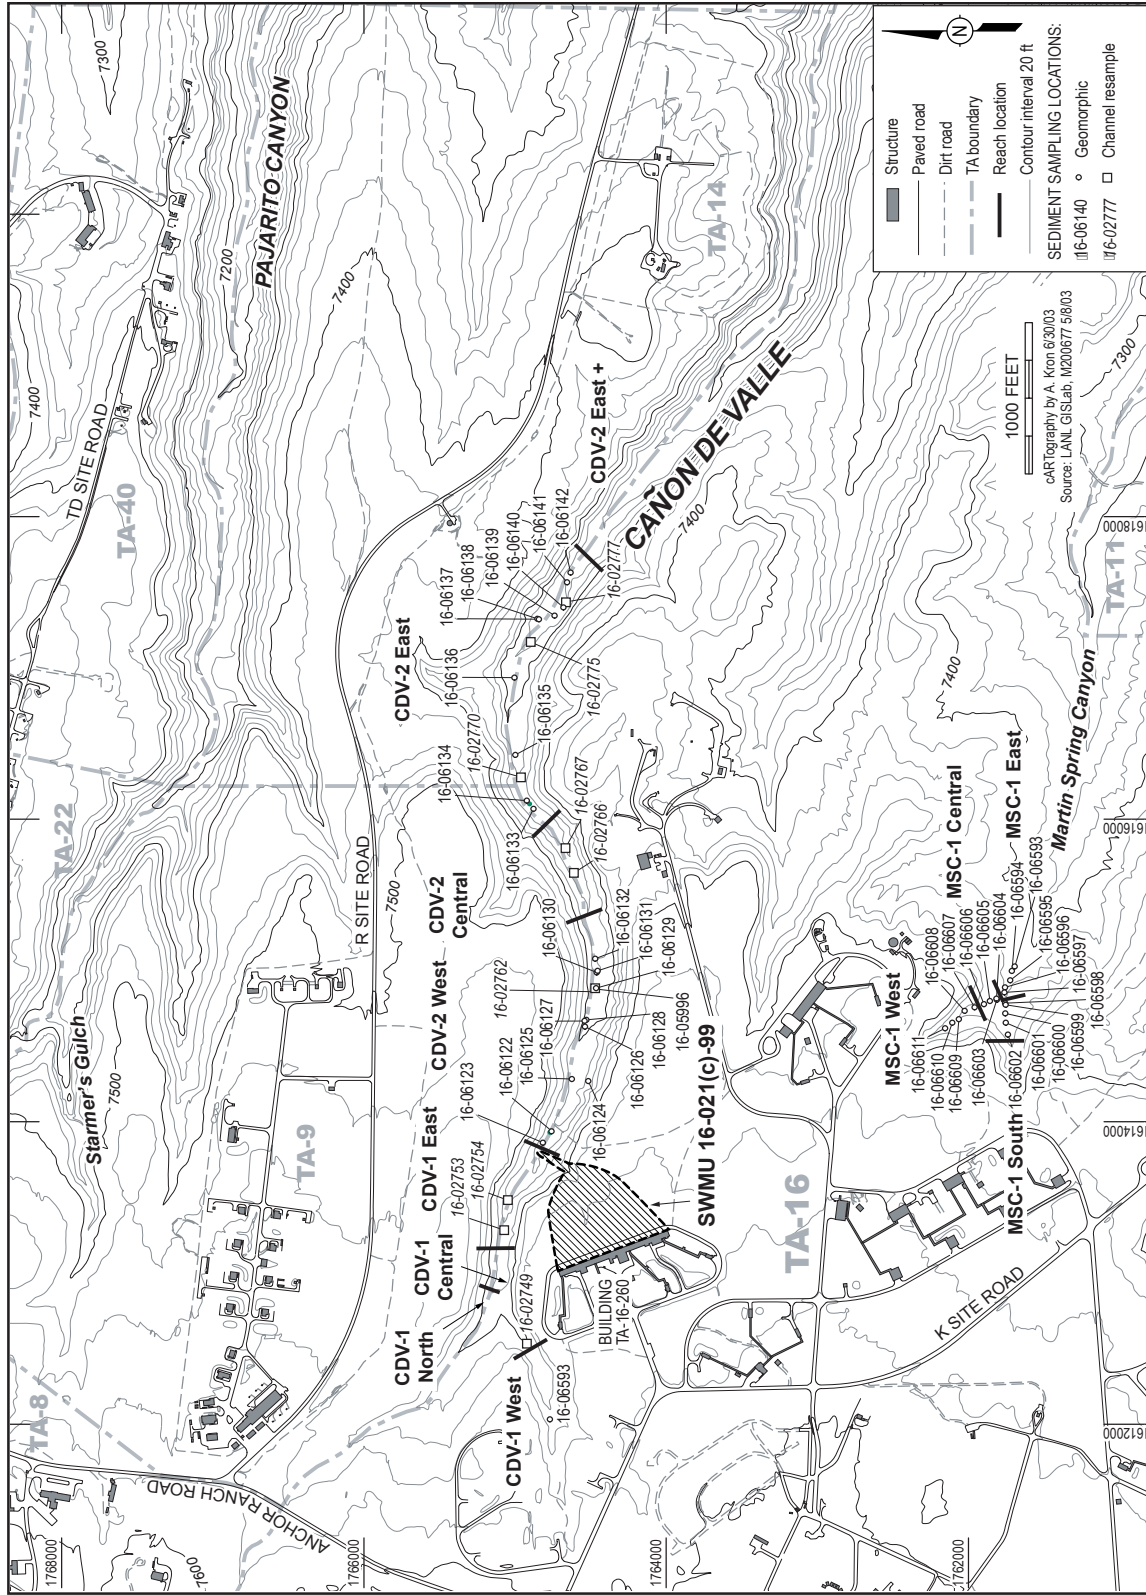 7300
PAJARITO CANYON
7200
7400
TD SITE ROAD
TA-40
7400
TA-22
Starmer's Gulch
7500
TA-9
TA-8
7600
1768000
ANCHOR RANCH ROAD
R SITE ROAD
7500
1766000
TA-14
CDV-2 East +
CAÑON DE VALLE
7400
CDV-2 East
16-06137
16-06138
16-06139
16-06140
16-06141
16-06142
16-02777
16-06136
16-02775
16-06135
16-02770
16-06134
16-02767
16-02766
16-06133
CDV-2
Central
16-06130
16-06132
16-06131
16-06129
16-02762
CDV-2 West
16-06127
16-06125
16-06122
16-06123
16-05996
16-06128
16-06126
16-06124
CDV-1 East
16-02753
16-02754
CDV-1
Central
CDV-1
North
16-02749
CDV-1 West
16-06593
BUILDING
TA-16-260
SWMU 16-021(c)-99
TA-16
1764000
K SITE ROAD
MSC-1 West
16-06611
16-06610
16-06609
16-06603
16-06608
16-06607
16-06606
16-06605
16-06604
MSC-1 Central
MSC-1 East
16-06594
16-06593
16-06595
16-06596
16-06597
16-06598
16-06599
16-06600
16-06601
16-06602
MSC-1 South
Martin Spring Canyon
7400
TA-11
7300
1762000
1612000
1614000
1616000
1618000
1000 FEET
cARTography by A. Kron 6/30/03
Source: LANL GISLab, M200677 5/8/03
N
Structure
Paved road
Dirt road
TA boundary
Reach location
Contour interval 20 ft
SEDIMENT SAMPLING LOCATIONS:
16-06140 Geomorphic
16-02777 Channel resample